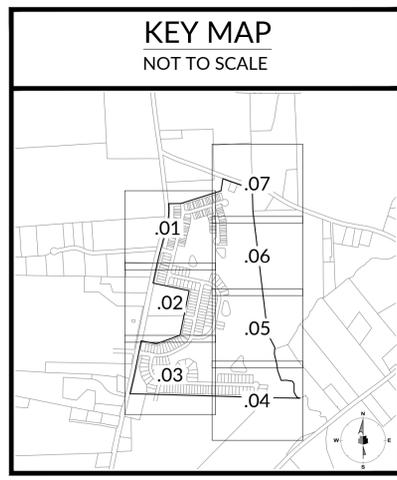 KEY MAP
NOT TO SCALE
.07
.01
.06
.02
.05
.03
.04
N
W E
S